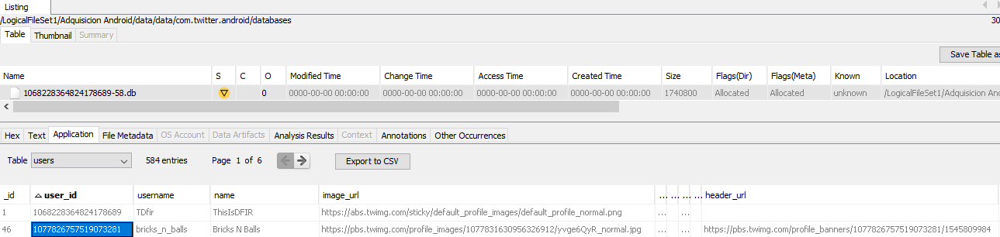 Listing
/LogicalFileSet1/Adquisicion Android/data/data/com.twitter.android/databases
30
Table Thumbnail Summary
Save Table as
Name S C O Modified Time Change Time Access Time Created Time Size Flags(Dir) Flags(Meta) Known Location
1068228364824178689-58.db 0 0000-00-00 00:00:00 0000-00-00 00:00:00 0000-00-00 00:00:00 0000-00-00 00:00:00 1740800 Allocated Allocated unknown /LogicalFileSet1/Adquisicion And
Hex Text Application File Metadata OS Account Data Artifacts Analysis Results Context Annotations Other Occurrences
Table users 584 entries Page 1 of 6 Export to CSV
_id user_id username name image_url ... ... ... ... header_url
1 1068228364824178689 TDfir ThisIsDFIR https://abs.twimg.com/sticky/default_profile_images/default_profile_normal.png ... ... ... ...
46 1077826757519073281 bricks_n_balls Bricks N Balls https://pbs.twimg.com/profile_images/1077831630956326912/yvge6QyR_normal.jpg ... ... ... ... https://pbs.twimg.com/profile_banners/1077826757519073281/1545809984